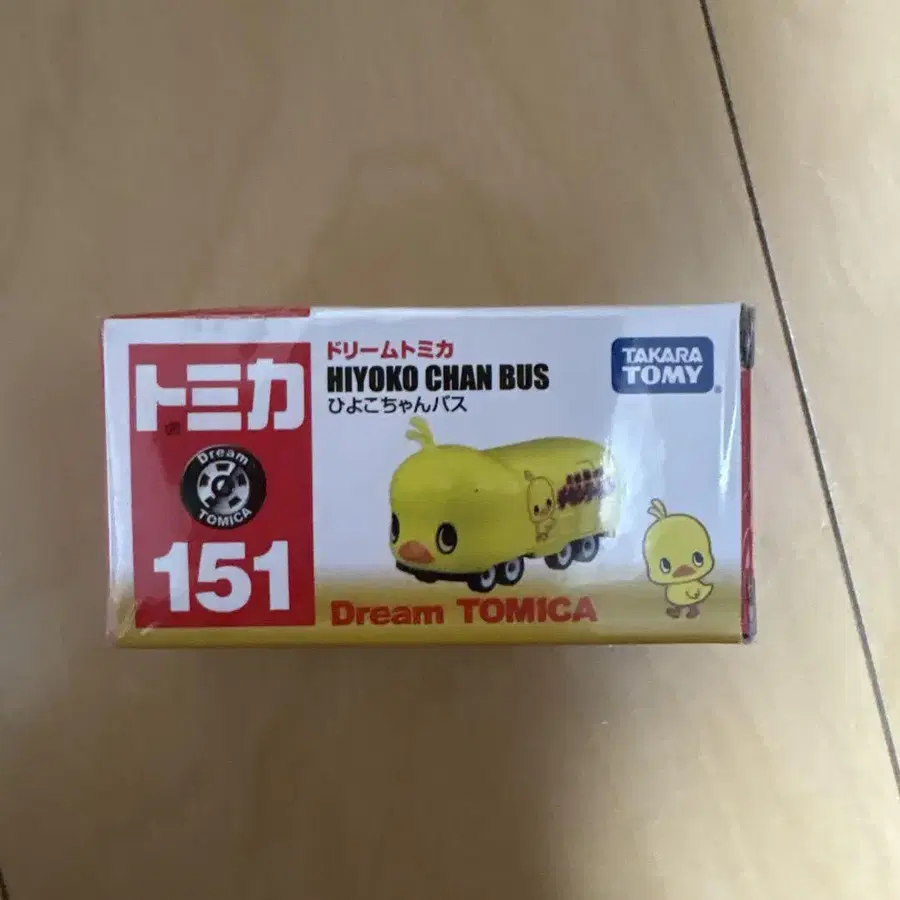 トミカ
Dream
TOMICA
151
ドリームトミカ
HIYOKO CHAN BUS
ひよこちゃんバス
TAKARA
TOMY
Dream TOMICA